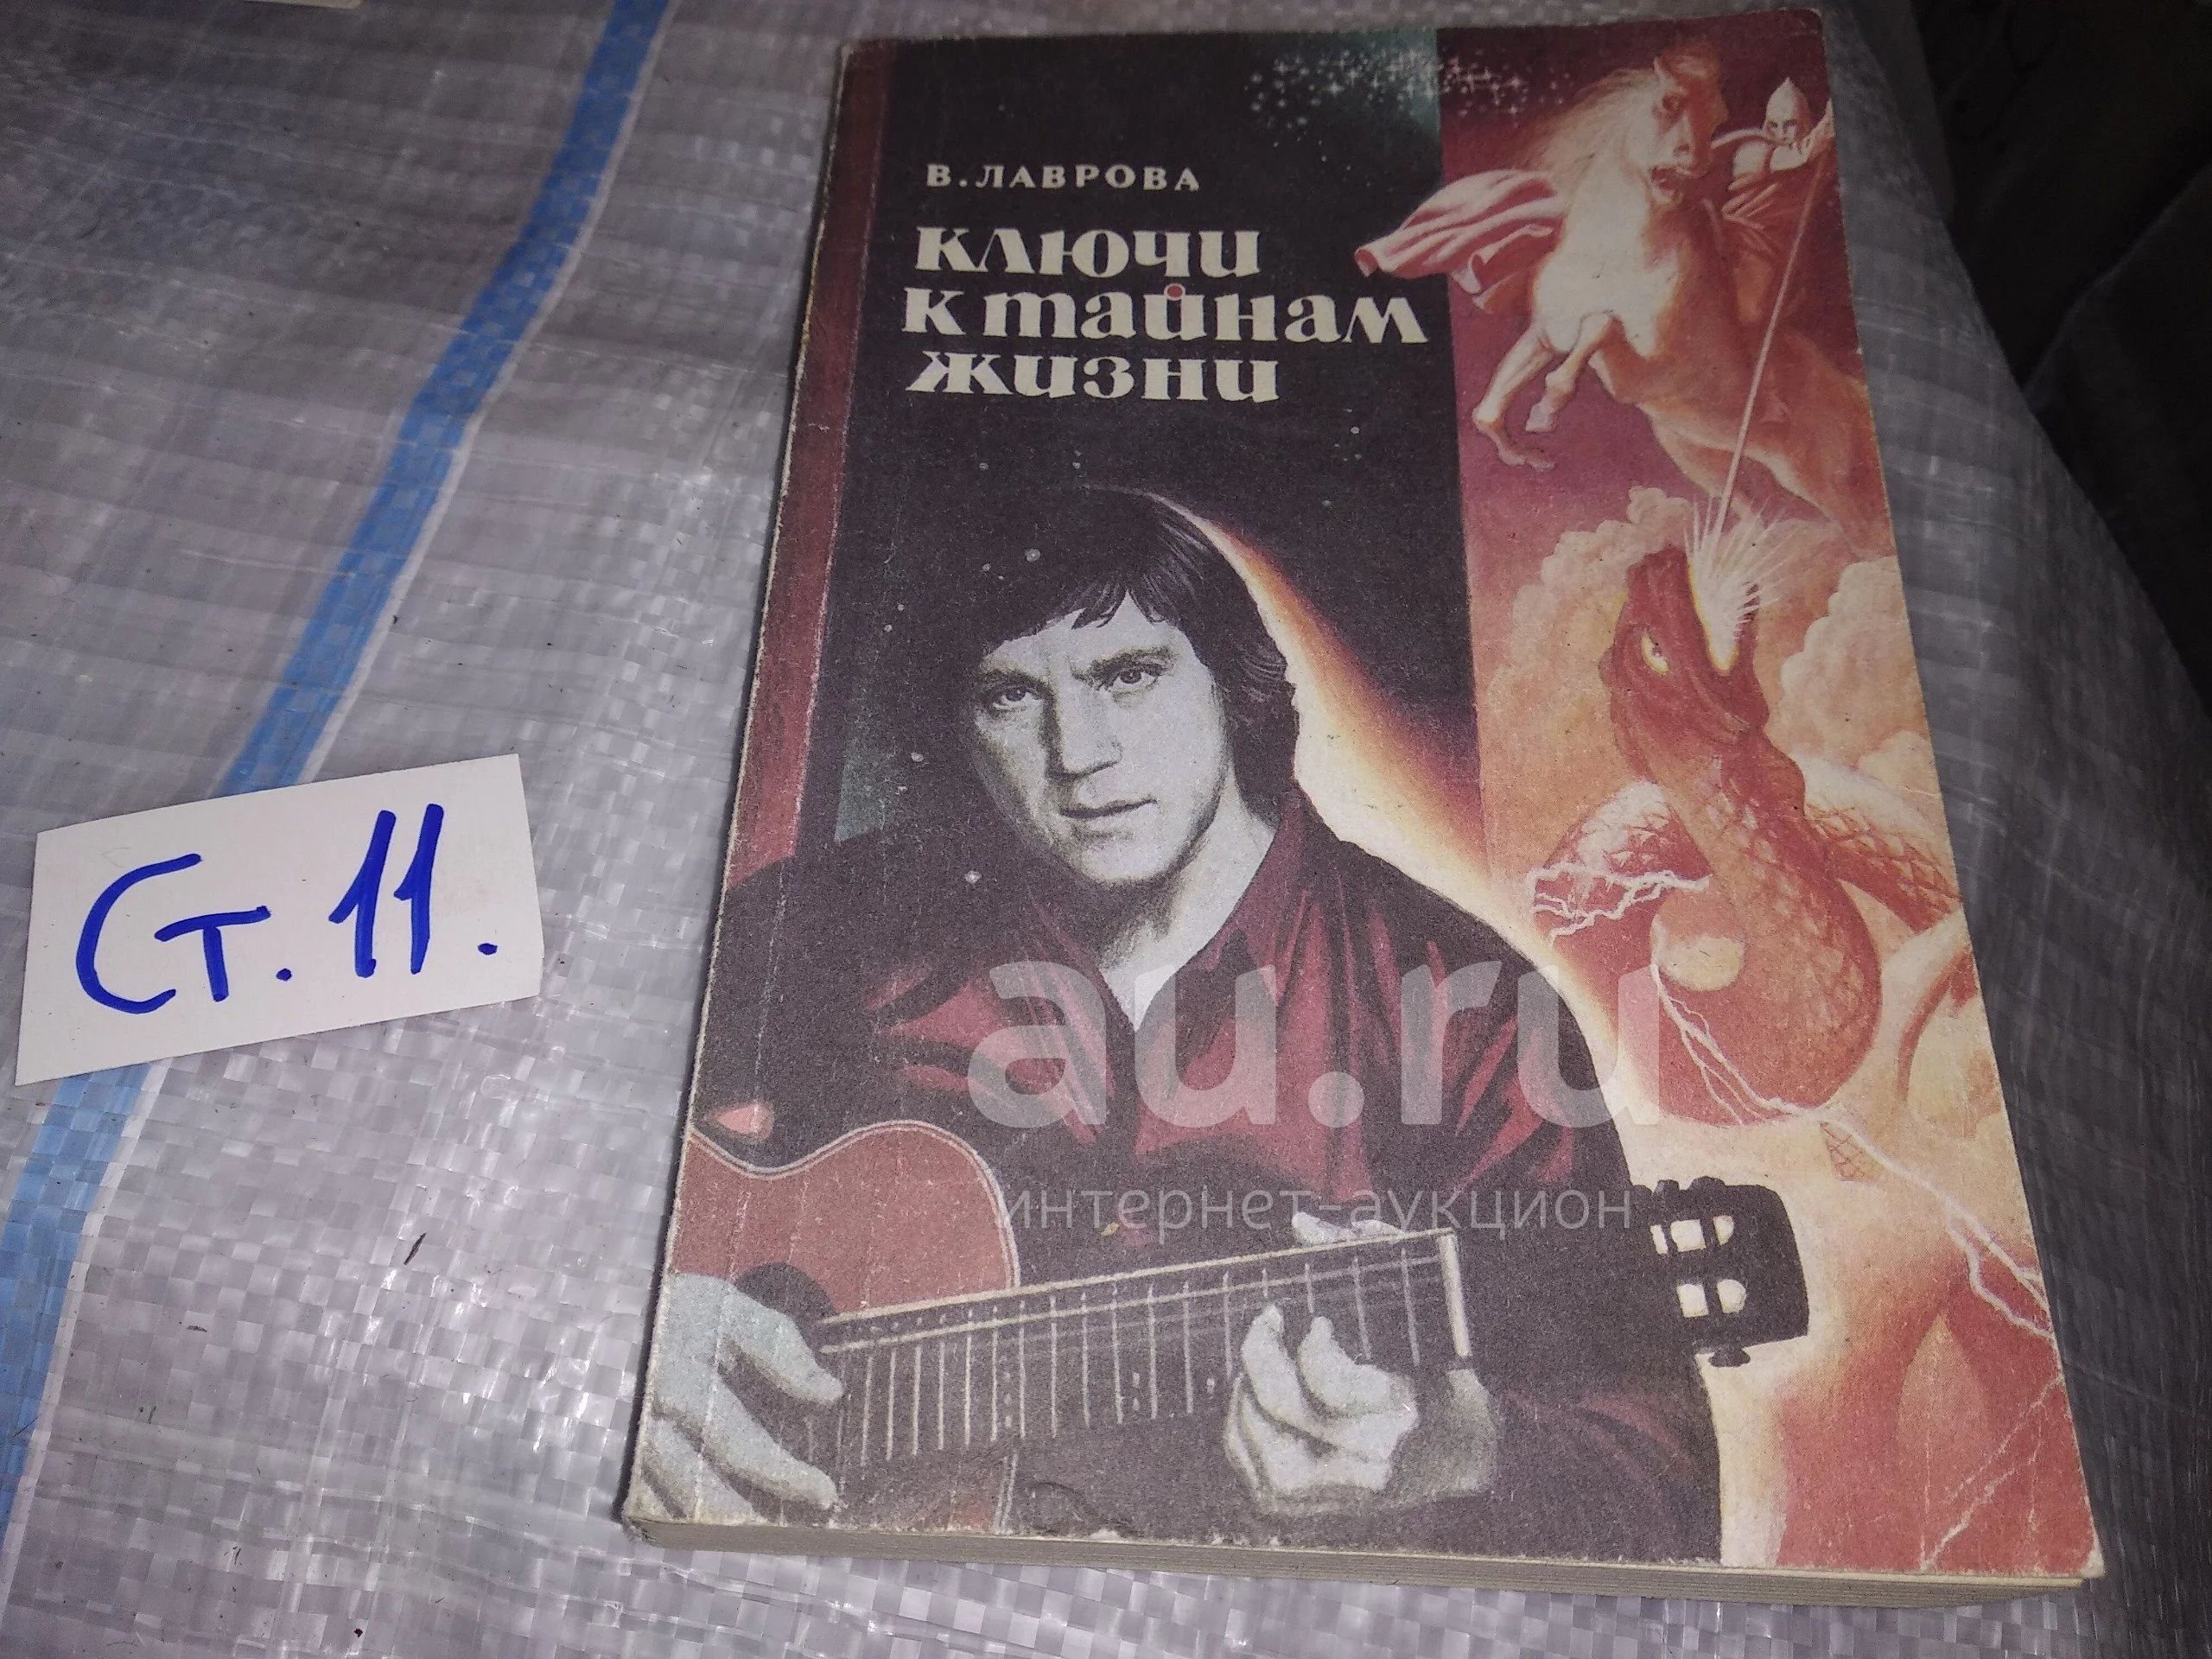 В. ЛАВРОВА
КЛЮЧИ
К ТАЙНАМ
ЖИЗНИ
Ст. 11.
au.ru
интернет-аукцион